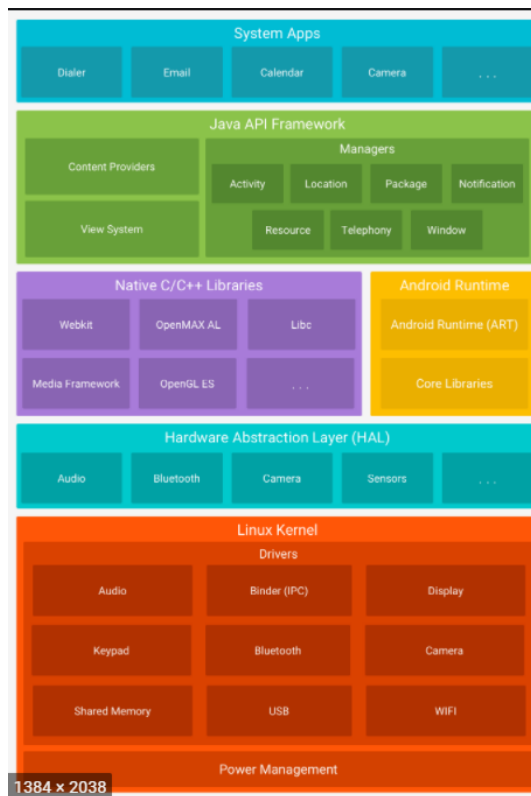 System Apps
Dialer
Email
Calendar
Camera
. . .
Java API Framework
Content Providers
View System
Managers
Activity
Location
Package
Notification
Resource
Telephony
Window
Native C/C++ Libraries
Webkit
OpenMAX AL
Libc
Media Framework
OpenGL ES
. . .
Android Runtime
Android Runtime (ART)
Core Libraries
Hardware Abstraction Layer (HAL)
Audio
Bluetooth
Camera
Sensors
. . .
Linux Kernel
Drivers
Audio
Binder (IPC)
Display
Keypad
Bluetooth
Camera
Shared Memory
USB
WIFI
Power Management
1384 × 2038